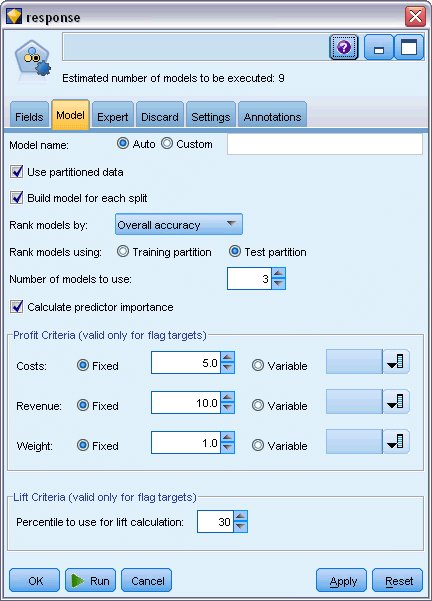 response
?
Estimated number of models to be executed: 9
Fields Model Expert Discard Settings Annotations
Model name: Auto Custom
Use partitioned data
Build model for each split
Rank models by: Overall accuracy
Rank models using: Training partition Test partition
Number of models to use: 3
Calculate predictor importance
Profit Criteria (valid only for flag targets)
Costs: Fixed 5.0 Variable
Revenue: Fixed 10.0 Variable
Weight: Fixed 1.0 Variable
Lift Criteria (valid only for flag targets)
Percentile to use for lift calculation: 30
OK Run Cancel Apply Reset